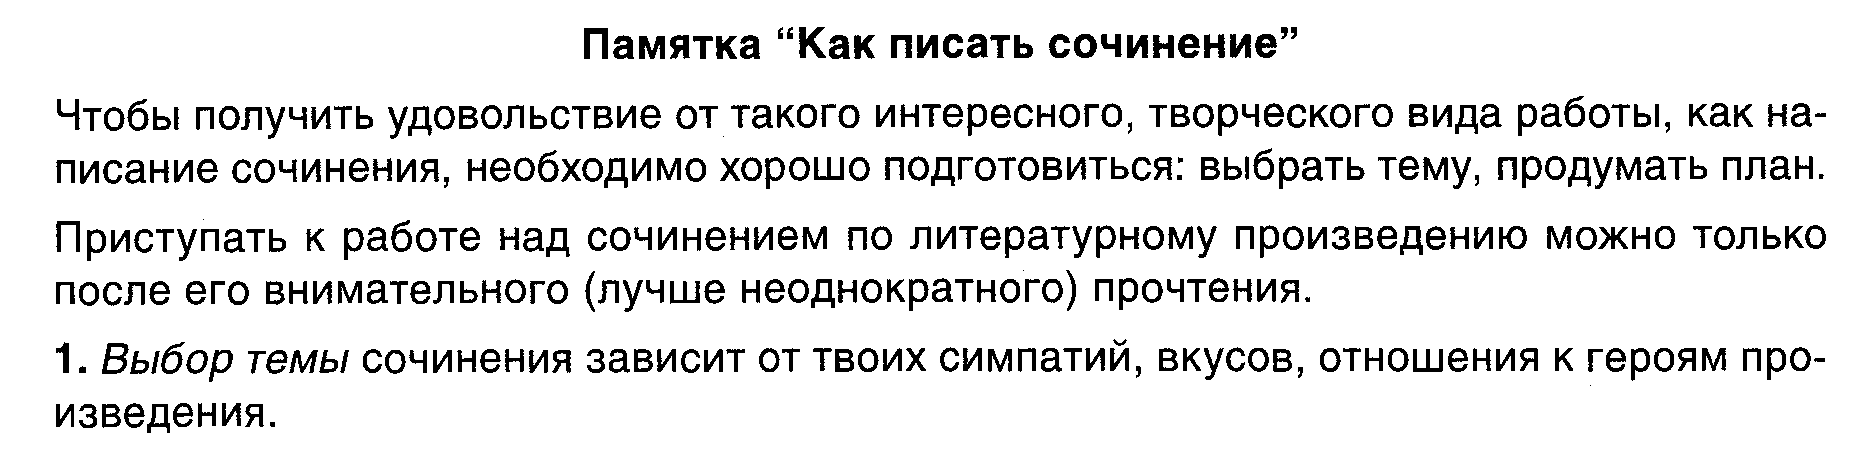 Памятка “Как писать сочинение”
Чтобы получить удовольствие от такого интересного, творческого вида работы, как на-
писание сочинения, необходимо хорошо подготовиться: выбрать тему, продумать план.
Приступать к работе над сочинением по литературному произведению можно только
после его внимательного (лучше неоднократного) прочтения.
1. Выбор темы сочинения зависит от твоих симпатий, вкусов, отношения к героям про-
изведения.